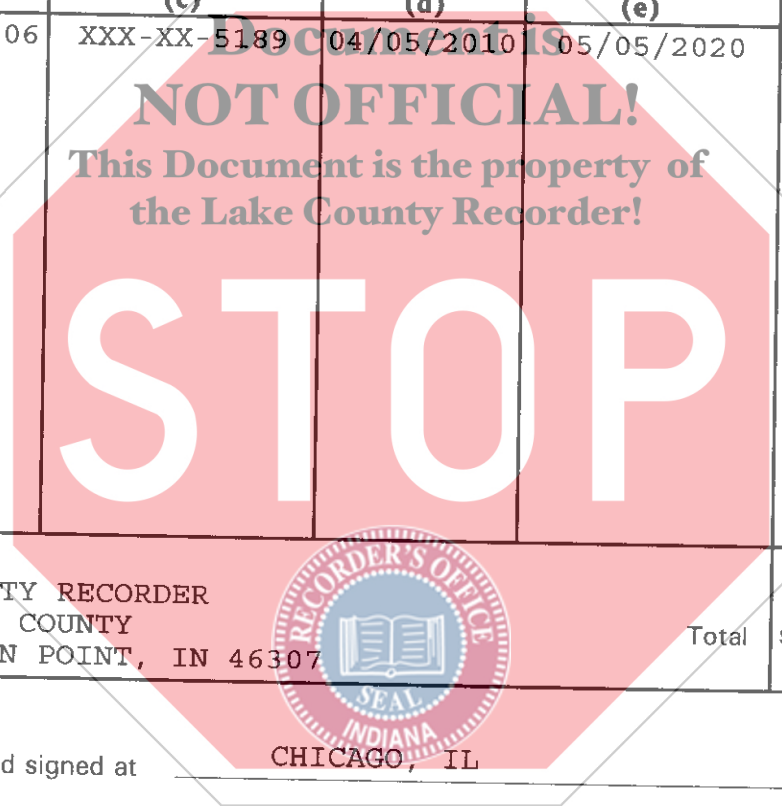 (c) (d) (e)
06 XXX-XX-5189 04/05/2010 05/05/2020
Document is
NOT OFFICIAL!
This Document is the property of
the Lake County Recorder!
STOP
TY RECORDER
COUNTY
N POINT, IN 46307
Total
RECORDER'S OFFICE
SEAL
INDIANA
d signed at CHICAGO, IL